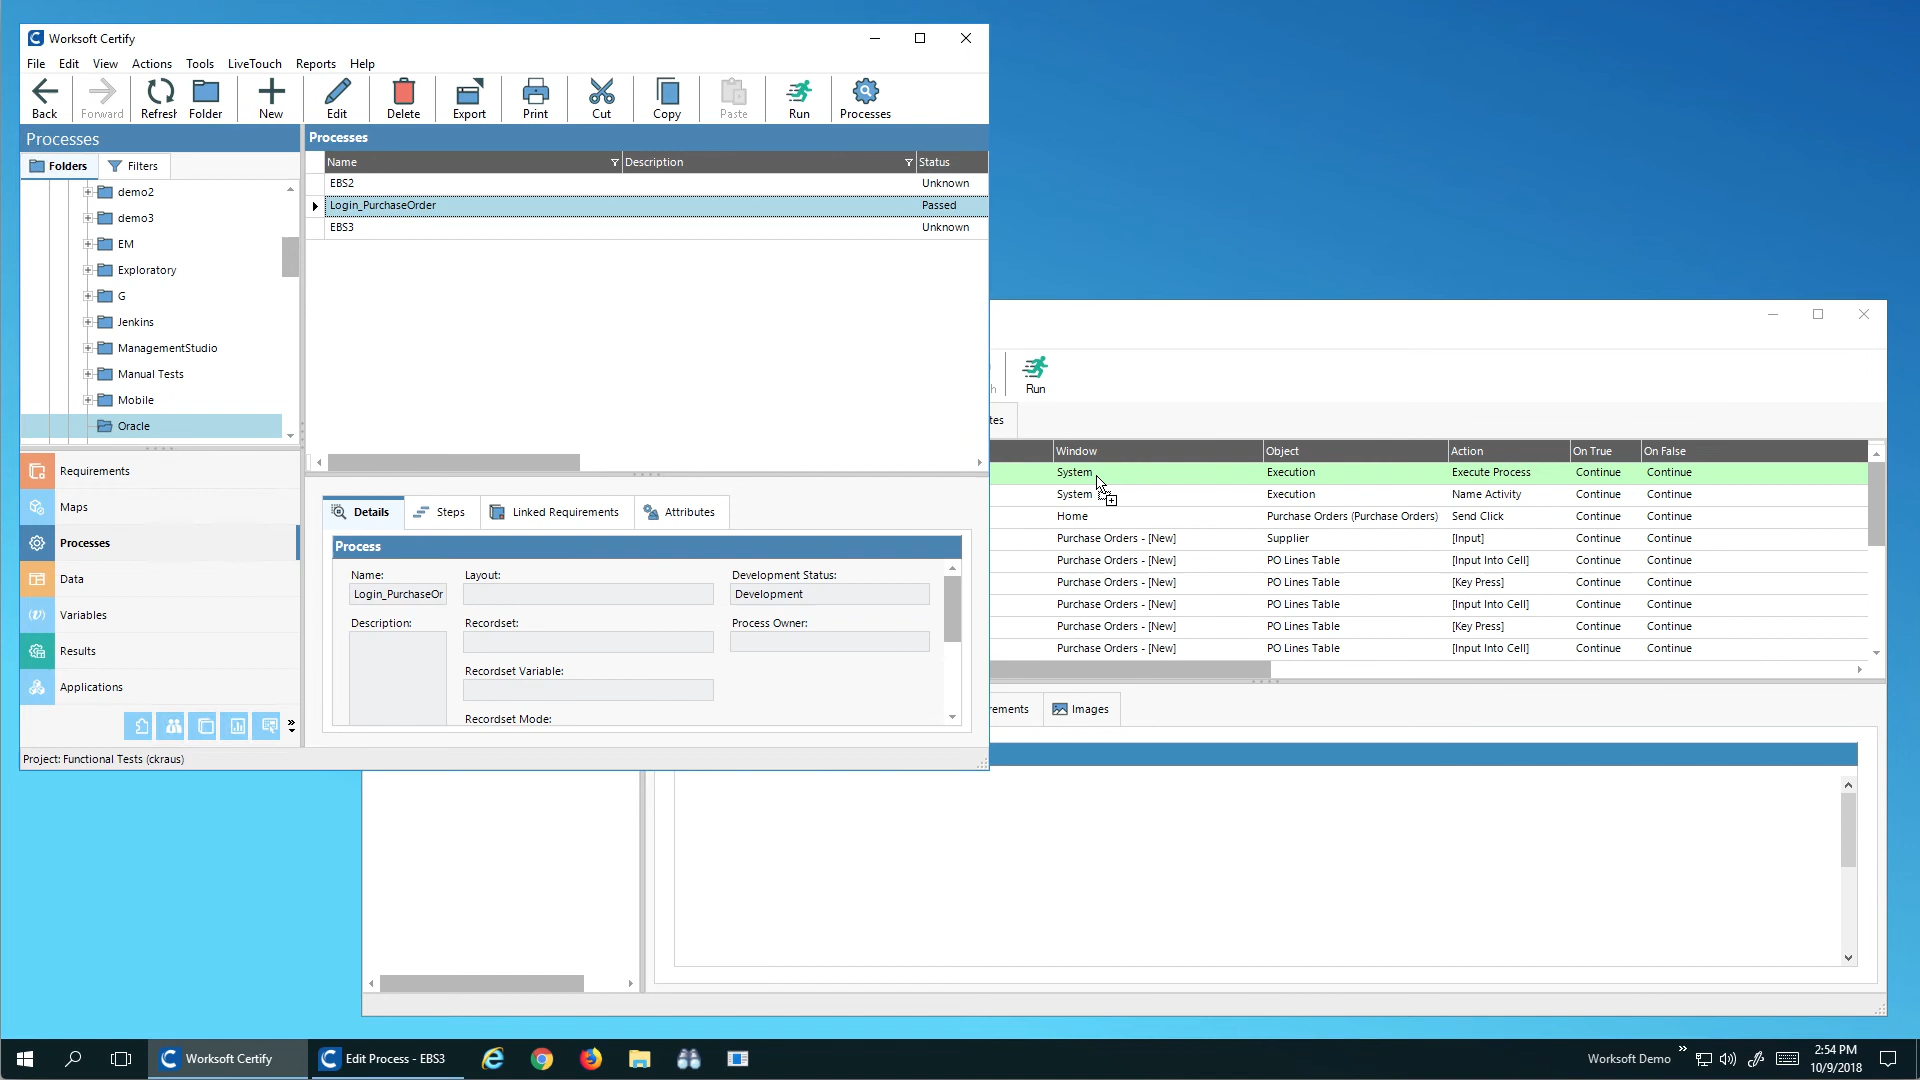 Worksoft Certify
File Edit View Actions Tools LiveTouch Reports Help
Back Forward Refresh Folder New Edit Delete Export Print Cut Copy Paste Run Processes
Processes
Folders Filters
demo2
demo3
EM
Exploratory
G
Jenkins
ManagementStudio
Manual Tests
Mobile
Oracle
Requirements
Maps
Processes
Data
Variables
Results
Applications
Project: Functional Tests (ckraus)
Processes
Name Description Status
EBS2 Unknown
Login_PurchaseOrder Passed
EBS3 Unknown
Details Steps Linked Requirements Attributes
Process
Name: Layout: Development Status:
Login_PurchaseOr Development
Description: Recordset: Process Owner:
Recordset Variable:
Recordset Mode:
h Run
tes
Window Object Action On True On False
System Execution Execute Process Continue Continue
System Execution Name Activity Continue Continue
Home Purchase Orders (Purchase Orders) Send Click Continue Continue
Purchase Orders - [New] Supplier [Input] Continue Continue
Purchase Orders - [New] PO Lines Table [Input Into Cell] Continue Continue
Purchase Orders - [New] PO Lines Table [Key Press] Continue Continue
Purchase Orders - [New] PO Lines Table [Input Into Cell] Continue Continue
Purchase Orders - [New] PO Lines Table [Key Press] Continue Continue
Purchase Orders - [New] PO Lines Table [Input Into Cell] Continue Continue
rements Images
Worksoft Certify Edit Process - EBS3 Worksoft Demo 2:54 PM
10/9/2018